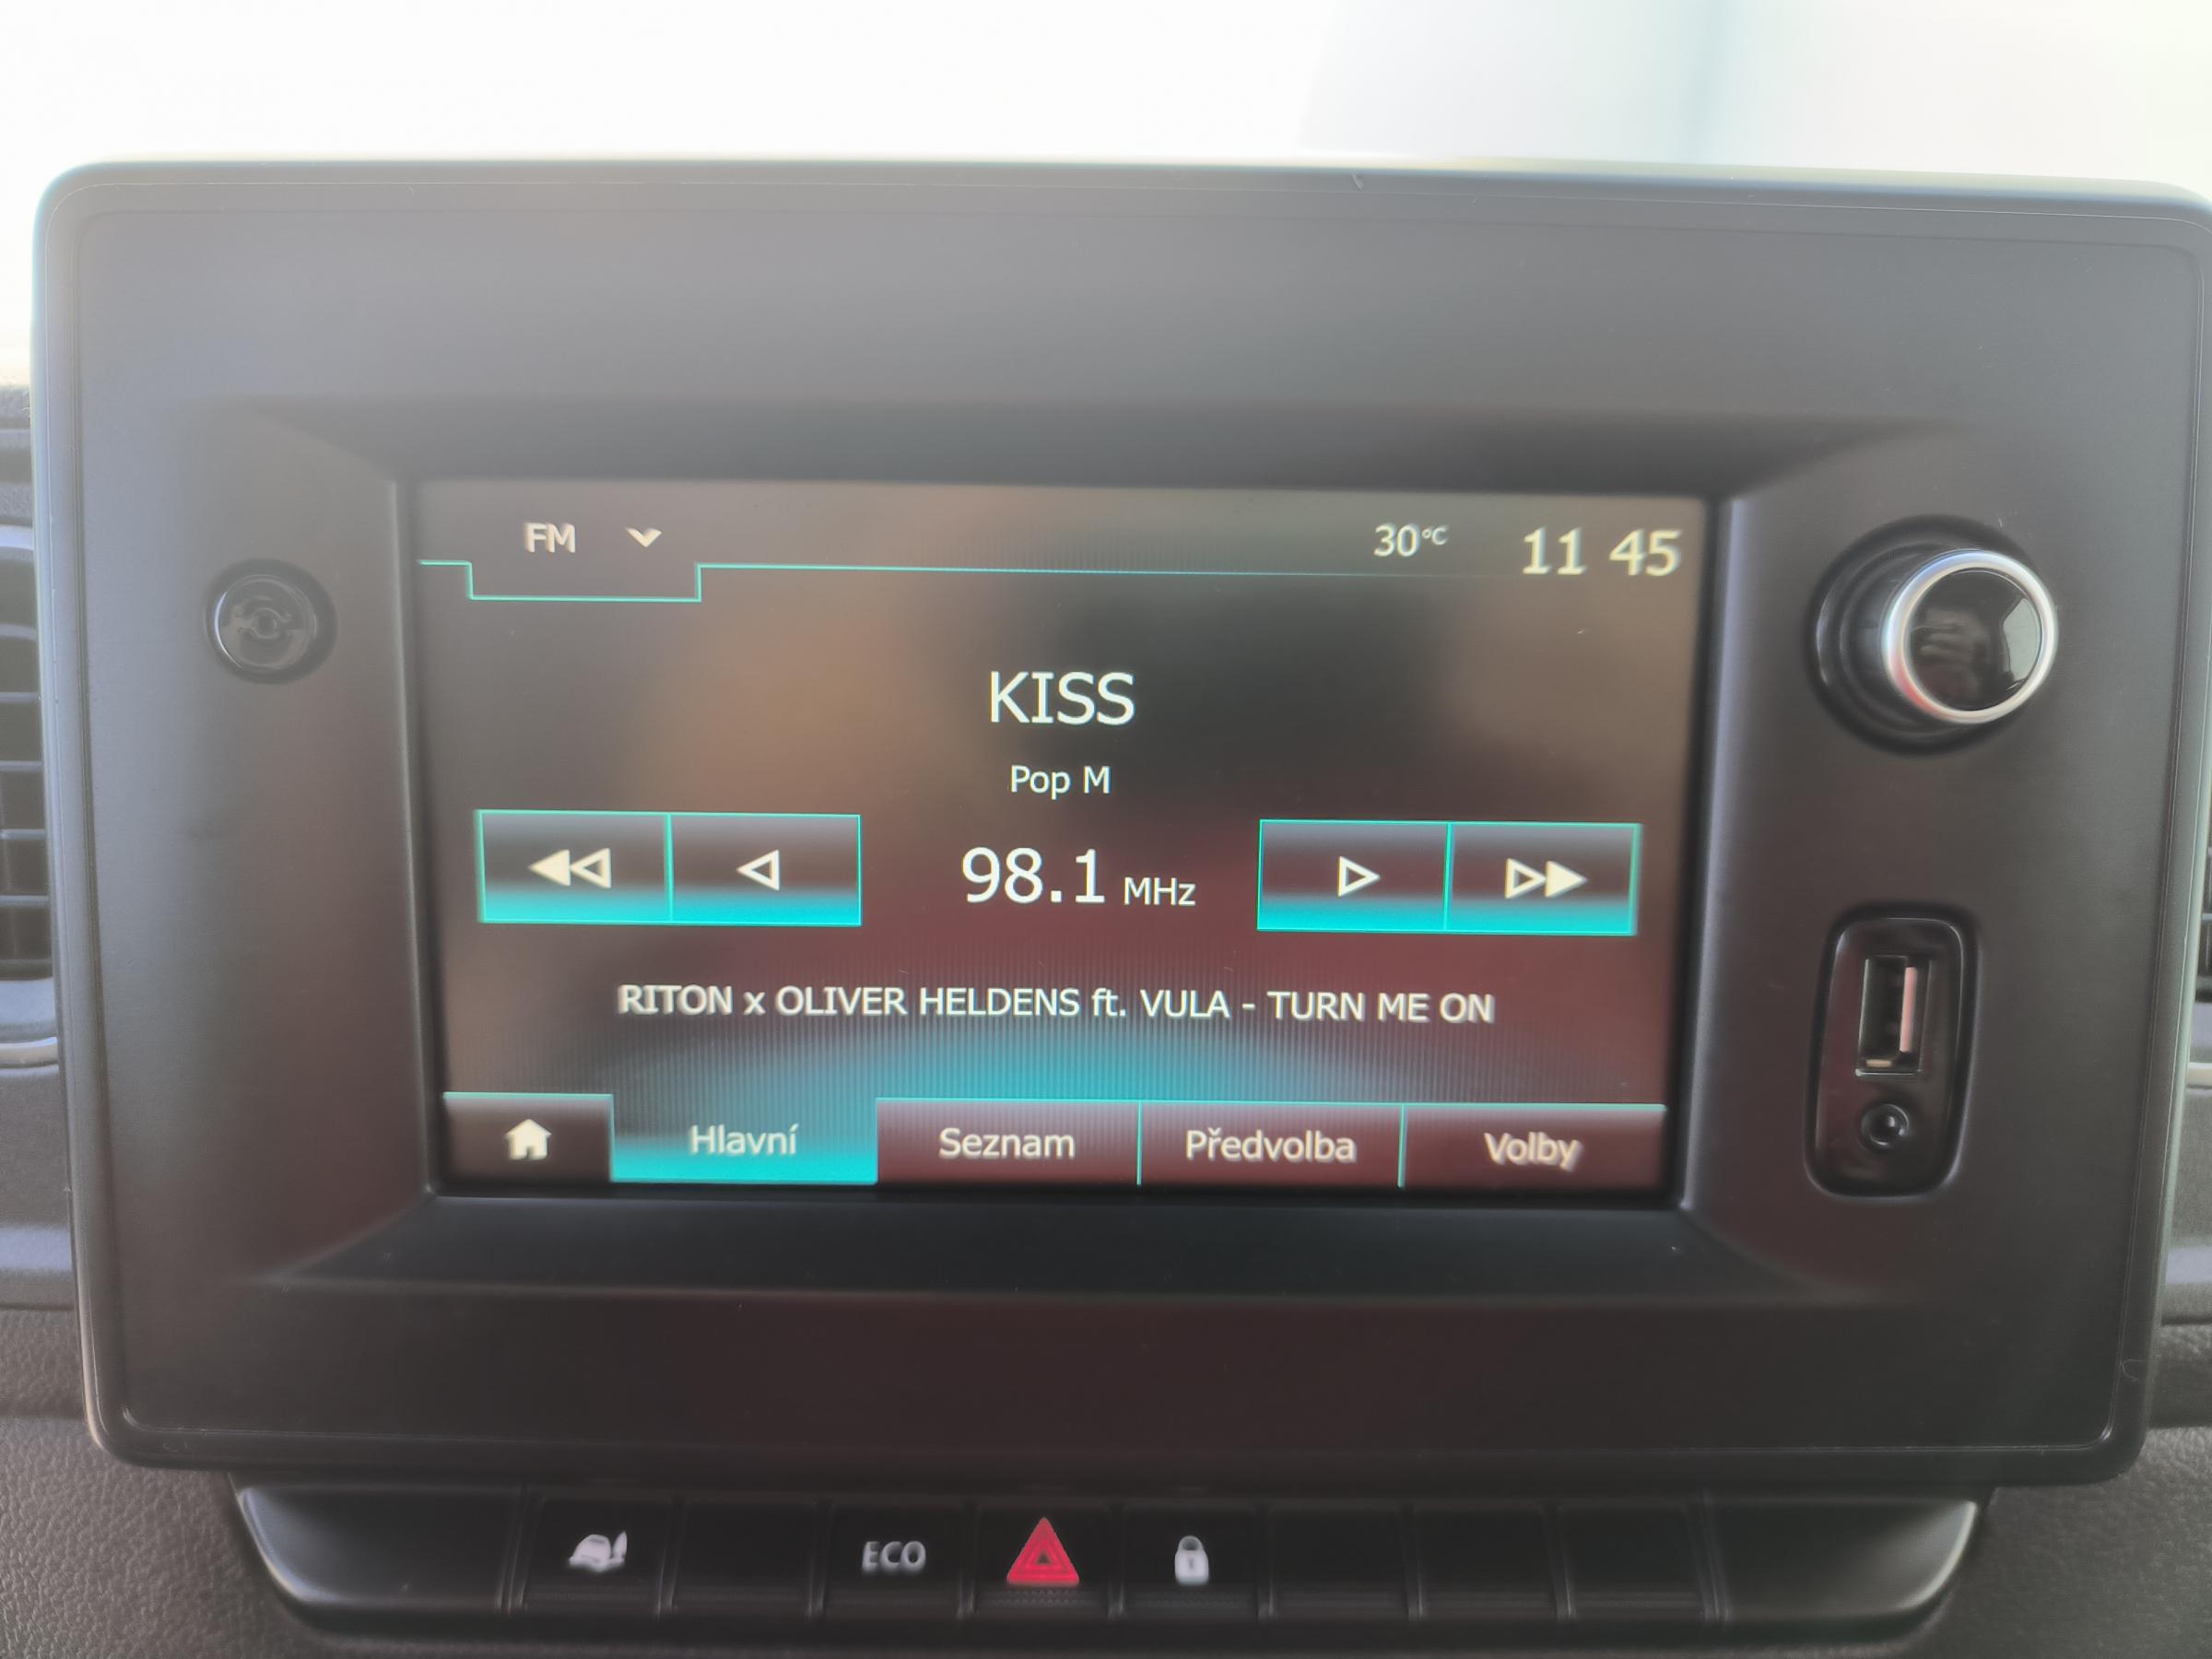 FM 30°C 11 45
KISS
Pop M
98.1 MHz
RITON x OLIVER HELDENS ft. VULA - TURN ME ON
Hlavní Seznam Předvolba Volby
ECO